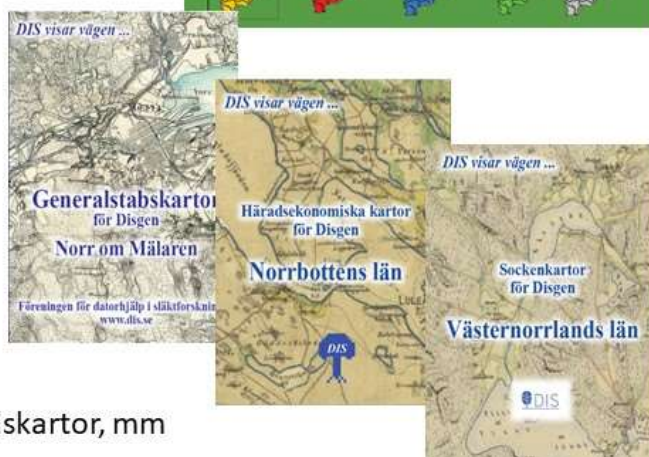 DIS visar vägen ...
Generalstabskartor
för Disgen
Norr om Mälaren
Föreningen för datorhjälp i släktforskning
www.dis.se
DIS visar vägen ...
Häradsekonomiska kartor
för Disgen
Norrbottens län
DIS
DIS visar vägen ...
Sockenkartor
för Disgen
Västernorrlands län
DIS
skartor, mm